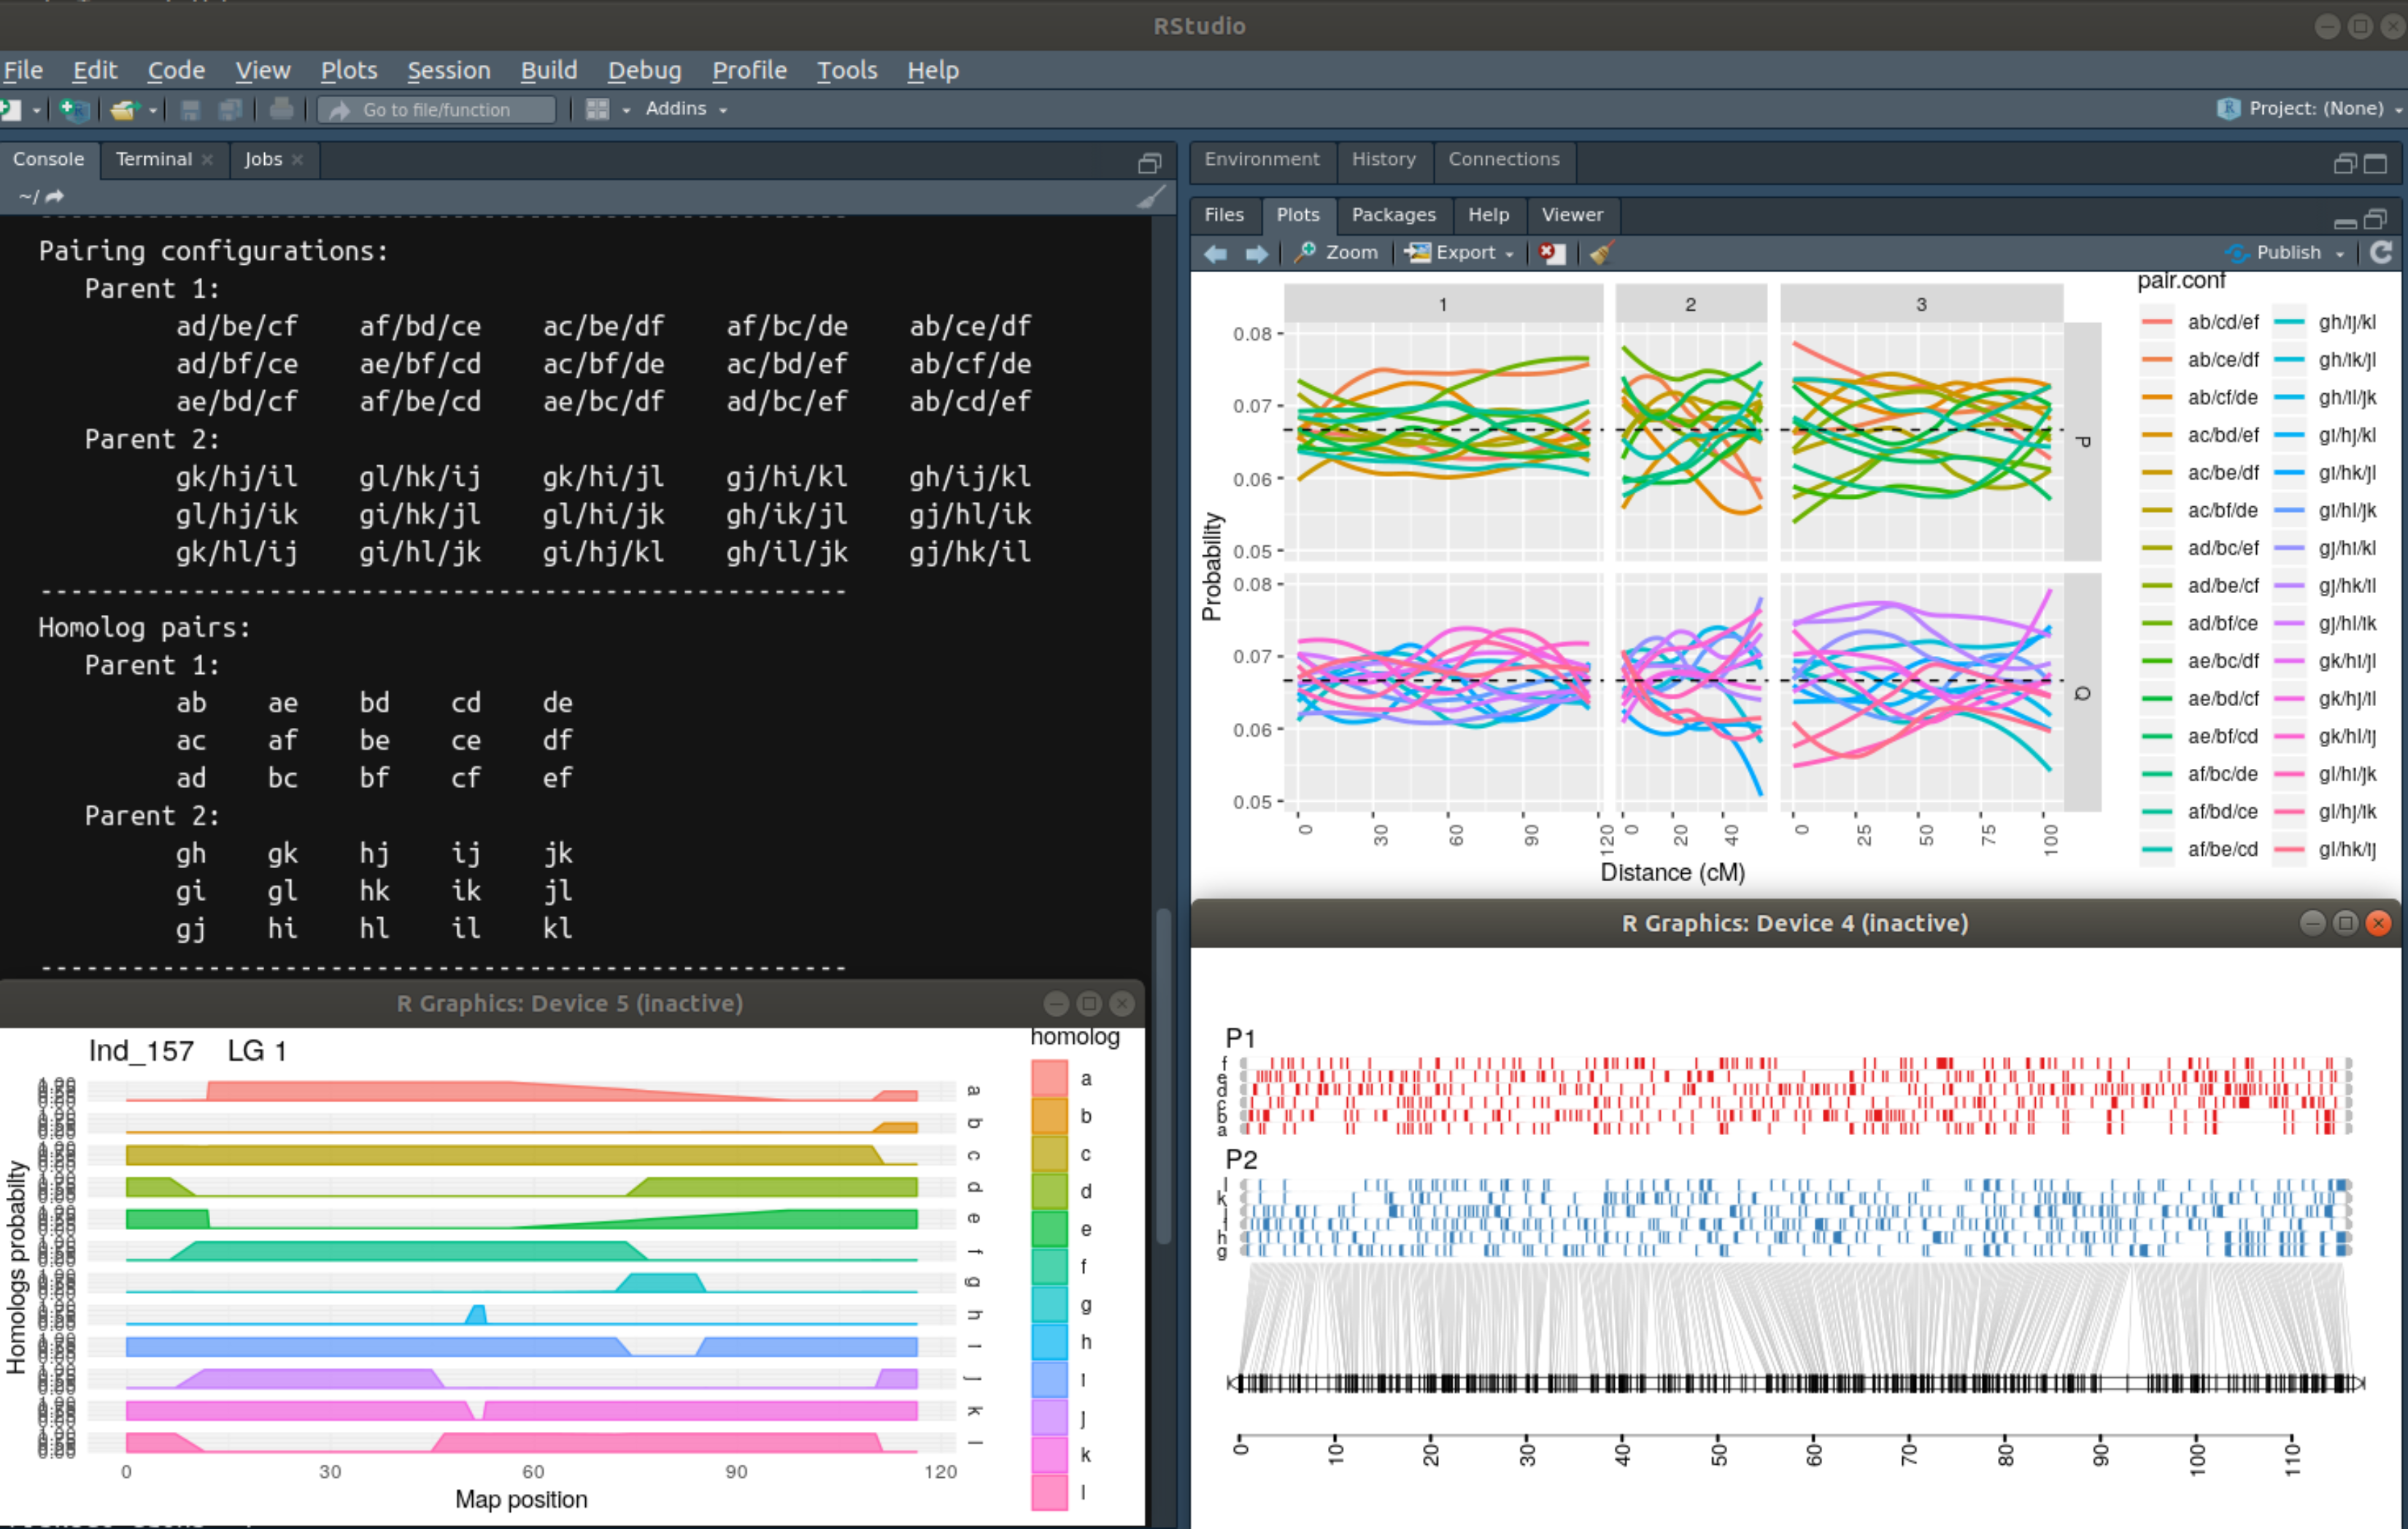 RStudio
File Edit Code View Plots Session Build Debug Profile Tools Help
Go to file/function Addins Project: (None)
Console Terminal Jobs
~/
Pairing configurations:
Parent 1:
ad/be/cf af/bd/ce ac/be/df af/bc/de ab/ce/df
ad/bf/ce ae/bf/cd ac/bf/de ac/bd/ef ab/cf/de
ae/bd/cf af/be/cd ae/bc/df ad/bc/ef ab/cd/ef
Parent 2:
gk/hj/il gl/hk/ij gk/hi/jl gj/hi/kl gh/ij/kl
gl/hj/ik gi/hk/jl gl/hi/jk gh/ik/jl gj/hl/ik
gk/hl/ij gi/hl/jk gi/hj/kl gh/il/jk gj/hk/il
-----------------------------------------------------
Homolog pairs:
Parent 1:
ab ae bd cd de
ac af be ce df
ad bc bf cf ef
Parent 2:
gh gk hj ij jk
gi gl hk ik jl
gj hi hl il kl
-----------------------------------------------------
Environment History Connections
Files Plots Packages Help Viewer
Zoom Export Publish
pair.conf
1 2 3
0.08
0.07
0.06
0.05
P
0.08
0.07
0.06
0.05
Q
Probability
0 30 60 90 120 0 20 40 0 25 50 75 100
Distance (cM)
ab/cd/ef gh/ij/kl
ab/ce/df gh/ik/jl
ab/cf/de gh/il/jk
ac/bd/ef gi/hj/kl
ac/be/df gi/hk/jl
ac/bf/de gi/hl/jk
ad/bc/ef gj/hi/kl
ad/be/cf gj/hk/il
ad/bf/ce gj/hl/ik
ae/bc/df gk/hi/jl
ae/bd/cf gk/hj/il
ae/bf/cd gk/hl/ij
af/bc/de gl/hi/jk
af/bd/ce gl/hj/ik
af/be/cd gl/hk/ij
R Graphics: Device 5 (inactive)
Ind_157 LG 1
Homologs probabilty
a
b
c
d
e
f
g
h
i
j
k
l
0 30 60 90 120
Map position
homolog
a
b
c
d
e
f
g
h
i
j
k
l
R Graphics: Device 4 (inactive)
P1
f
e
d
c
b
a
P2
l
k
j
i
h
g
0 10 20 30 40 50 60 70 80 90 100 110